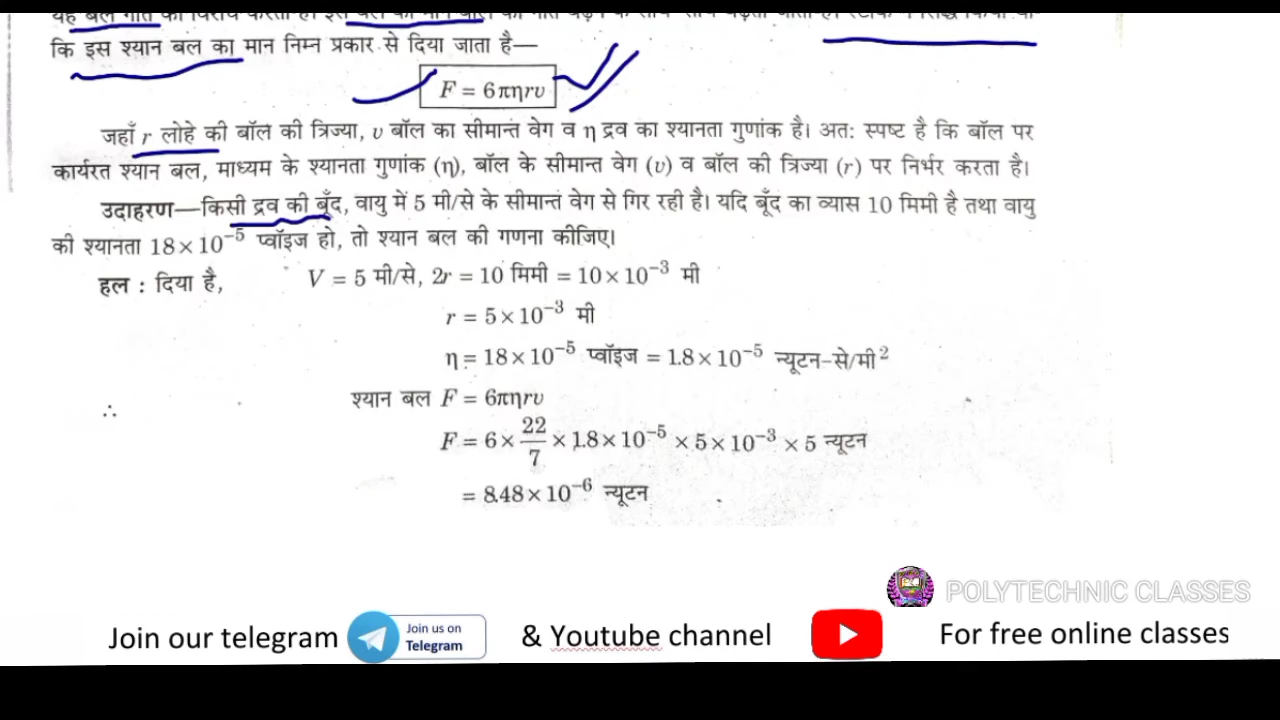 कि इस श्यान बल का मान निम्न प्रकार से दिया जाता है—
F = 6πηrυ
जहाँ r लोहे की बॉल की त्रिज्या, υ बॉल का सीमान्त वेग व η द्रव का श्यानता गुणांक है। अतः स्पष्ट है कि बॉल पर
कार्यरत श्यान बल, माध्यम के श्यानता गुणांक (η), बॉल के सीमान्त वेग (υ) व बॉल की त्रिज्या (r) पर निर्भर करता है।
उदाहरण—किसी द्रव की बूँद, वायु में 5 मी/से के सीमान्त वेग से गिर रही है। यदि बूँद का व्यास 10 मिमी है तथा वायु
की श्यानता 18×10⁻⁵ प्वॉइज हो, तो श्यान बल की गणना कीजिए।
हल : दिया है, V = 5 मी/से, 2r = 10 मिमी = 10×10⁻³ मी
r = 5×10⁻³ मी
η = 18×10⁻⁵ प्वॉइज = 1.8×10⁻⁵ न्यूटन-से/मी²
∴ श्यान बल F = 6πηrυ
F = 6× 22/7 ×1.8×10⁻⁵ ×5×10⁻³ ×5 न्यूटन
= 8.48×10⁻⁶ न्यूटन
POLYTECHNIC CLASSES
Join our telegram Join us on Telegram & Youtube channel For free online classes